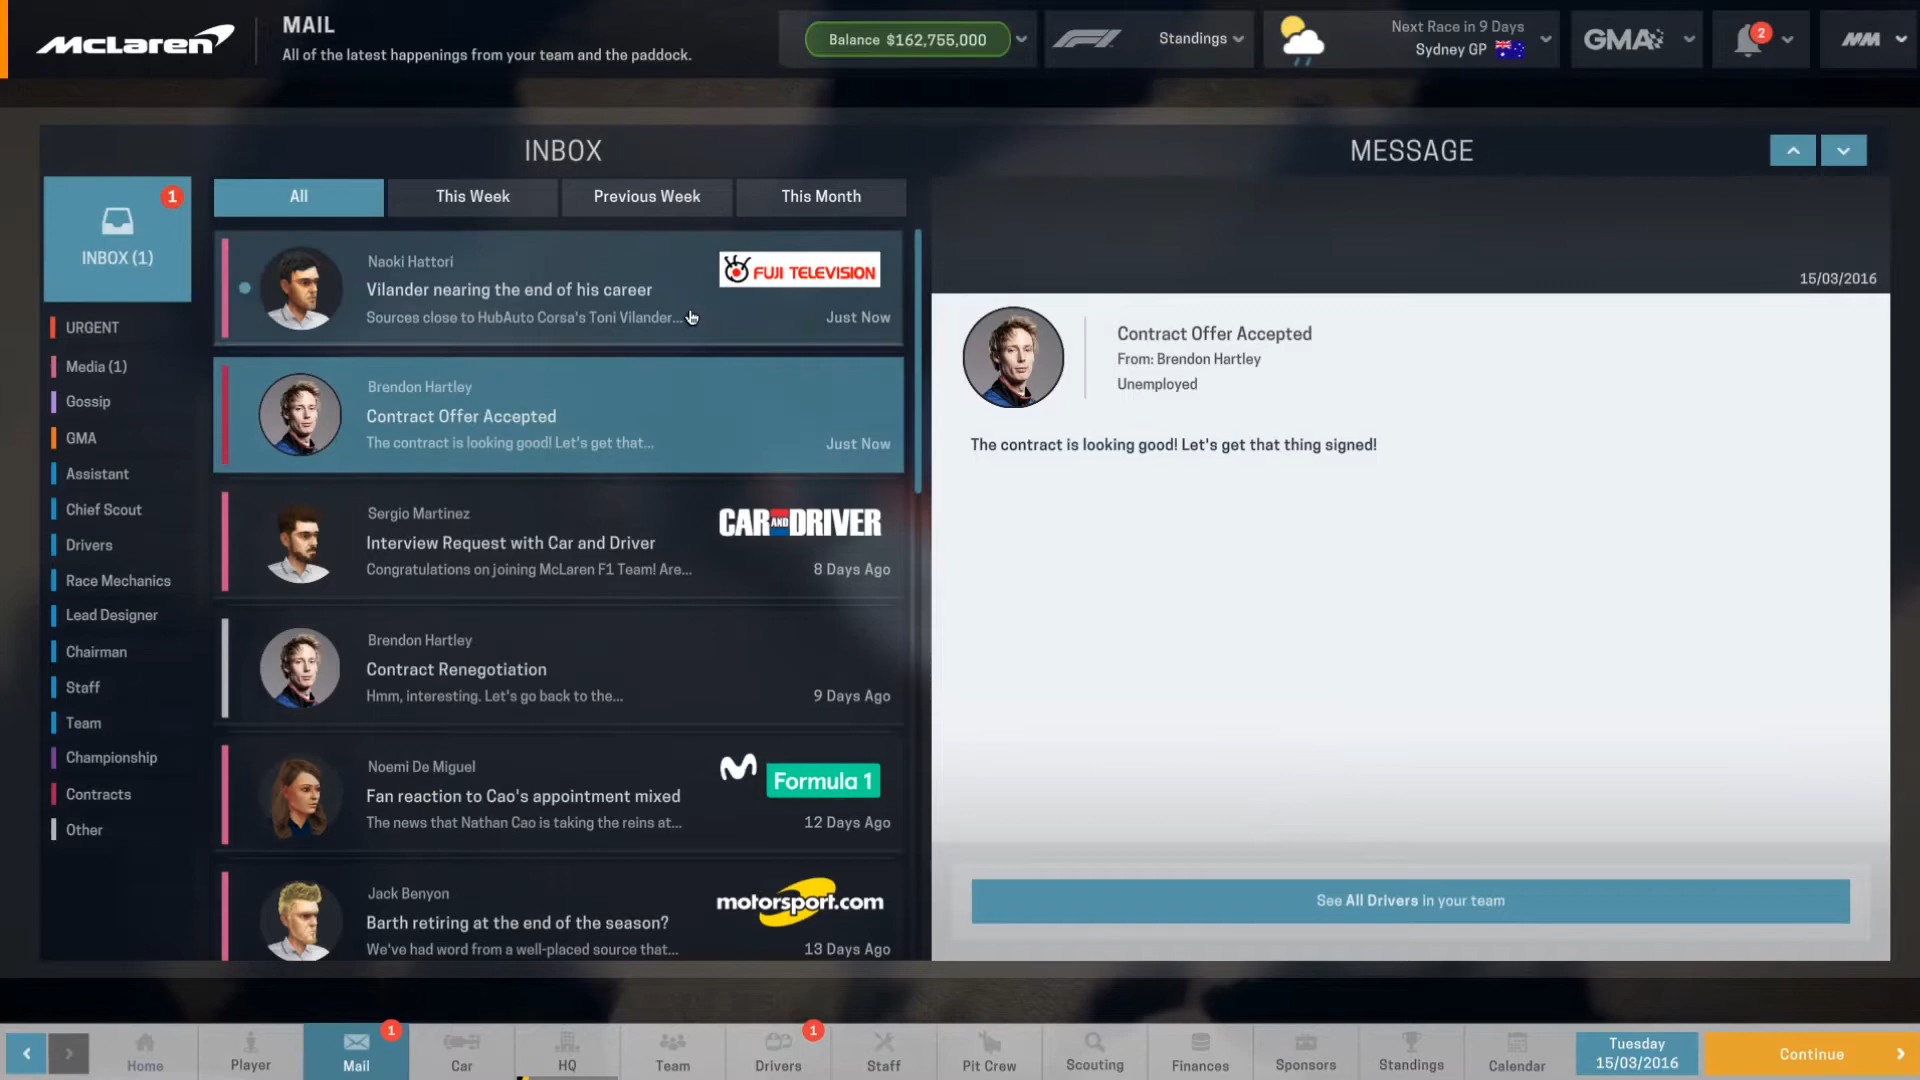 McLaren
MAIL
All of the latest happenings from your team and the paddock.
Balance $162,755,000
Standings
Next Race in 9 Days
Sydney GP
GMA
2
INBOX
MESSAGE
1
INBOX (1)
All
This Week
Previous Week
This Month
URGENT
Media (1)
Gossip
GMA
Assistant
Chief Scout
Drivers
Race Mechanics
Lead Designer
Chairman
Staff
Team
Championship
Contracts
Other
Naoki Hattori
Vilander nearing the end of his career
Sources close to HubAuto Corsa's Toni Vilander...
FUJI TELEVISION
Just Now
Brendon Hartley
Contract Offer Accepted
The contract is looking good! Let's get that...
Just Now
Sergio Martinez
Interview Request with Car and Driver
Congratulations on joining McLaren F1 Team! Are...
CAR AND DRIVER
8 Days Ago
Brendon Hartley
Contract Renegotiation
Hmm, interesting. Let's go back to the...
9 Days Ago
Noemi De Miguel
Fan reaction to Cao's appointment mixed
The news that Nathan Cao is taking the reins at...
Formula 1
12 Days Ago
Jack Benyon
Barth retiring at the end of the season?
We've had word from a well-placed source that...
motorsport.com
13 Days Ago
15/03/2016
Contract Offer Accepted
From: Brendon Hartley
Unemployed
The contract is looking good! Let's get that thing signed!
See All Drivers in your team
Home
Player
1
Mail
Car
HQ
Team
1
Drivers
Staff
Pit Crew
Scouting
Finances
Sponsors
Standings
Calendar
Tuesday
15/03/2016
Continue